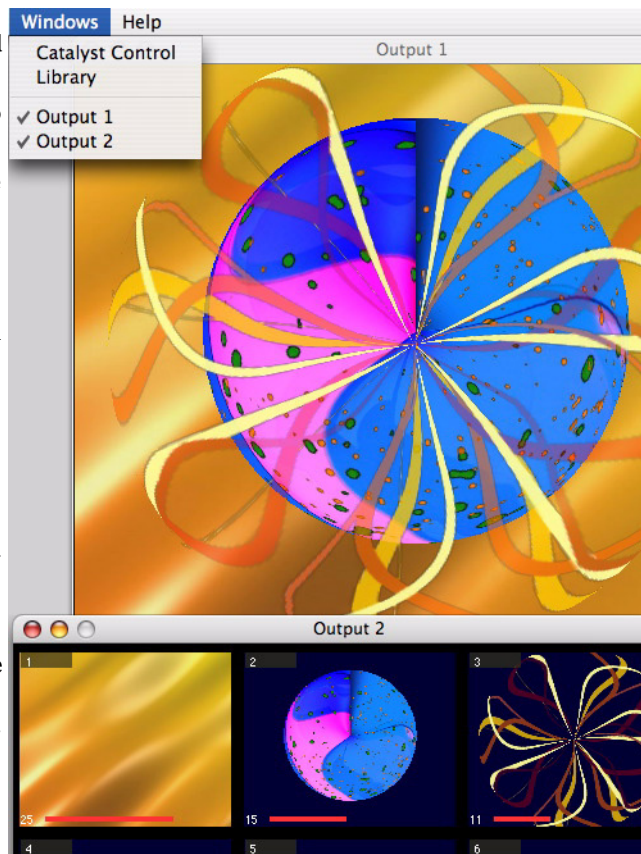 Windows Help
Catalyst Control
Library
✓ Output 1
✓ Output 2
Output 1
Output 2
1
2
3
25
15
11
4
5
6